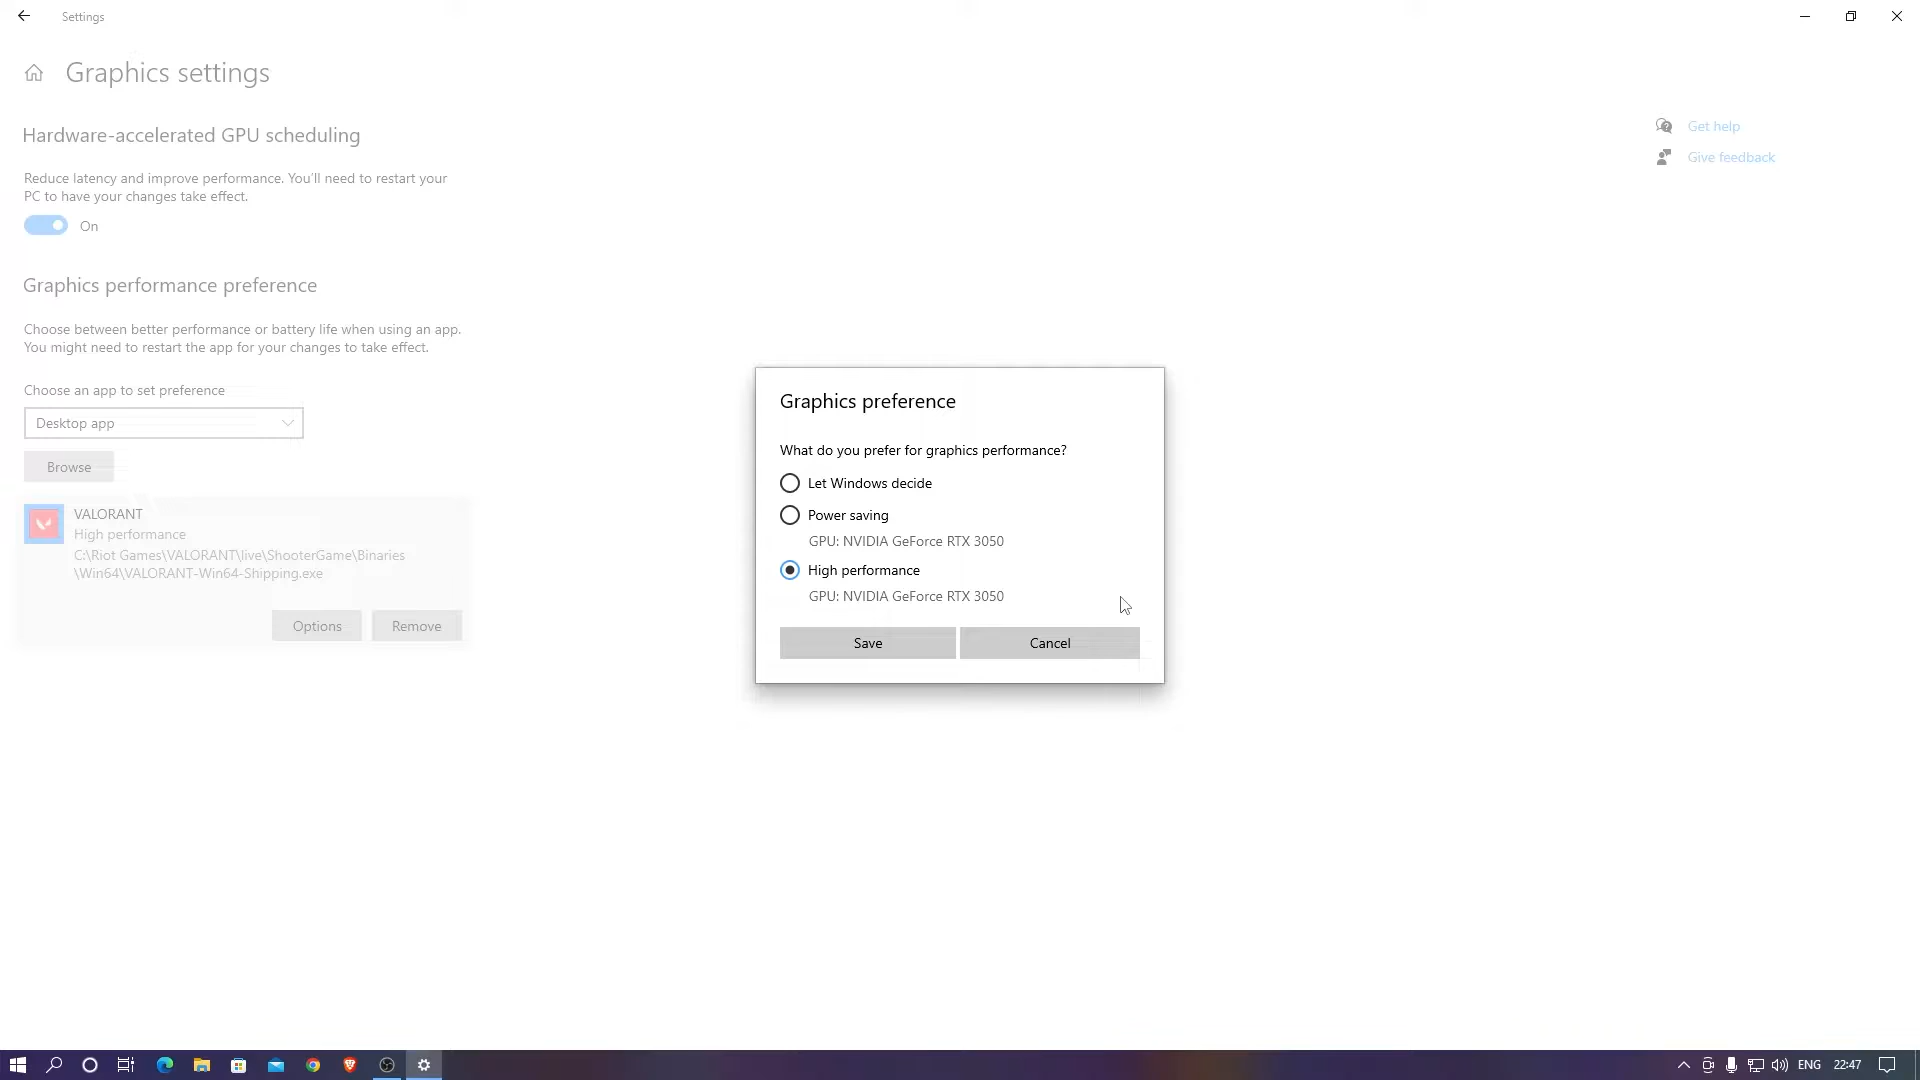 Settings
Graphics settings
Hardware-accelerated GPU scheduling
Reduce latency and improve performance. You'll need to restart your
PC to have your changes take effect.
On
Graphics performance preference
Choose between better performance or battery life when using an app.
You might need to restart the app for your changes to take effect.
Choose an app to set preference
Desktop app
Browse
VALORANT
High performance
C:\Riot Games\VALORANT\live\ShooterGame\Binaries
\Win64\VALORANT-Win64-Shipping.exe
Options
Remove
Get help
Give feedback
Graphics preference
What do you prefer for graphics performance?
Let Windows decide
Power saving
GPU: NVIDIA GeForce RTX 3050
High performance
GPU: NVIDIA GeForce RTX 3050
Save
Cancel
ENG
22:47